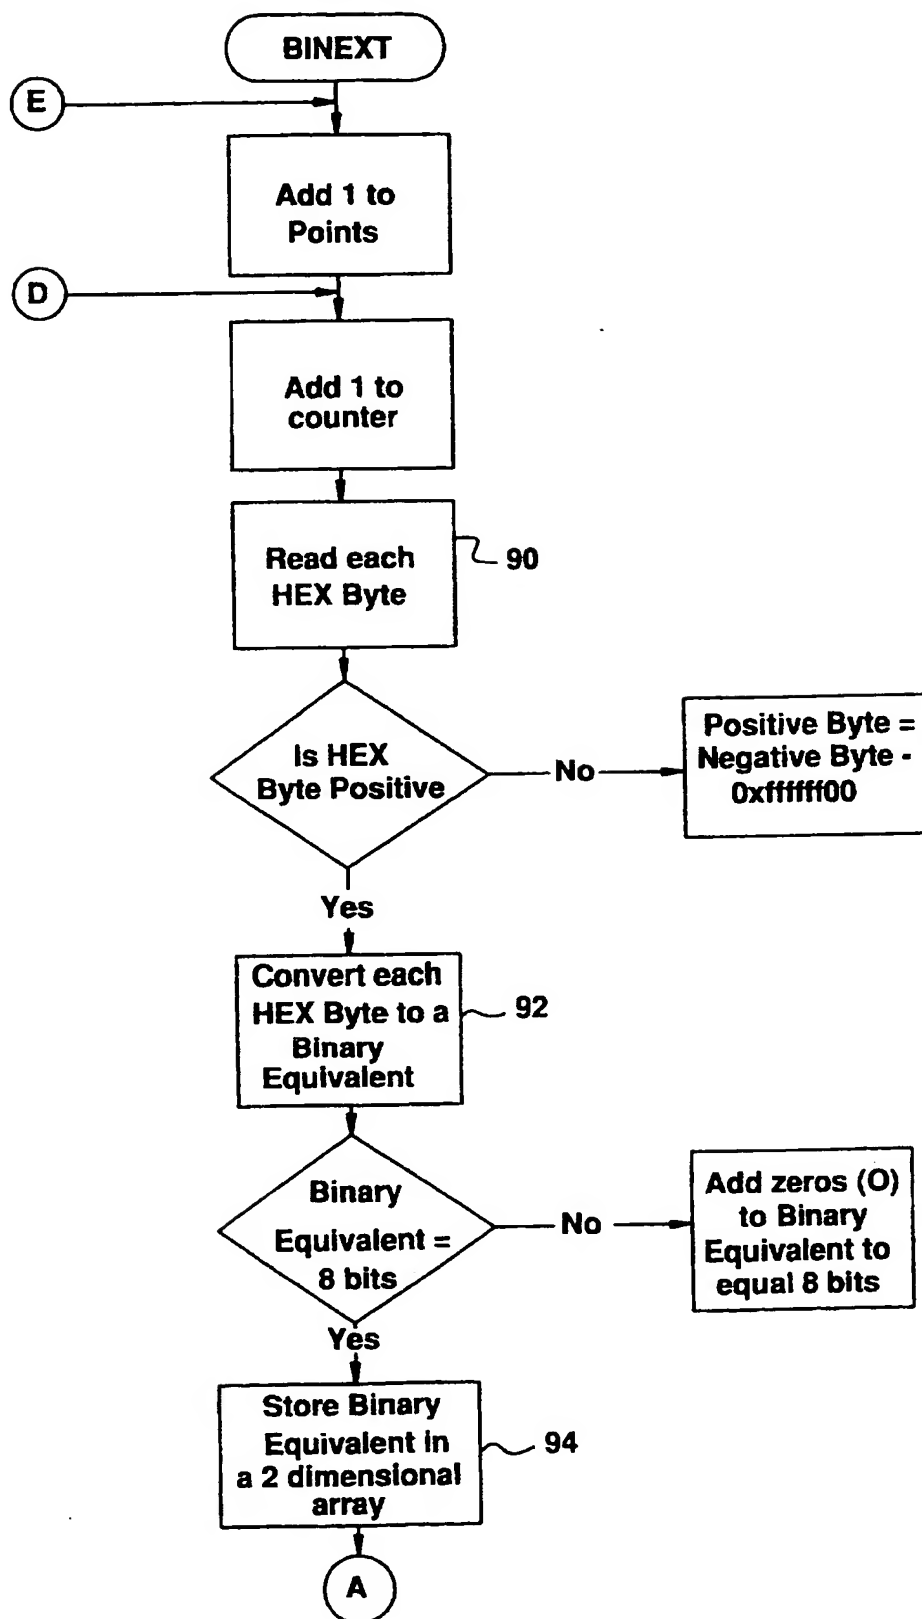 BINEXT
E
Add 1 to
Points
D
Add 1 to
counter
Read each
HEX Byte
90
Is HEX
Byte Positive
No
Positive Byte =
Negative Byte -
0xffffff00
Yes
Convert each
HEX Byte to a
Binary
Equivalent
92
Binary
Equivalent =
8 bits
No
Add zeros (O)
to Binary
Equivalent to
equal 8 bits
Yes
Store Binary
Equivalent in
a 2 dimensional
array
94
A